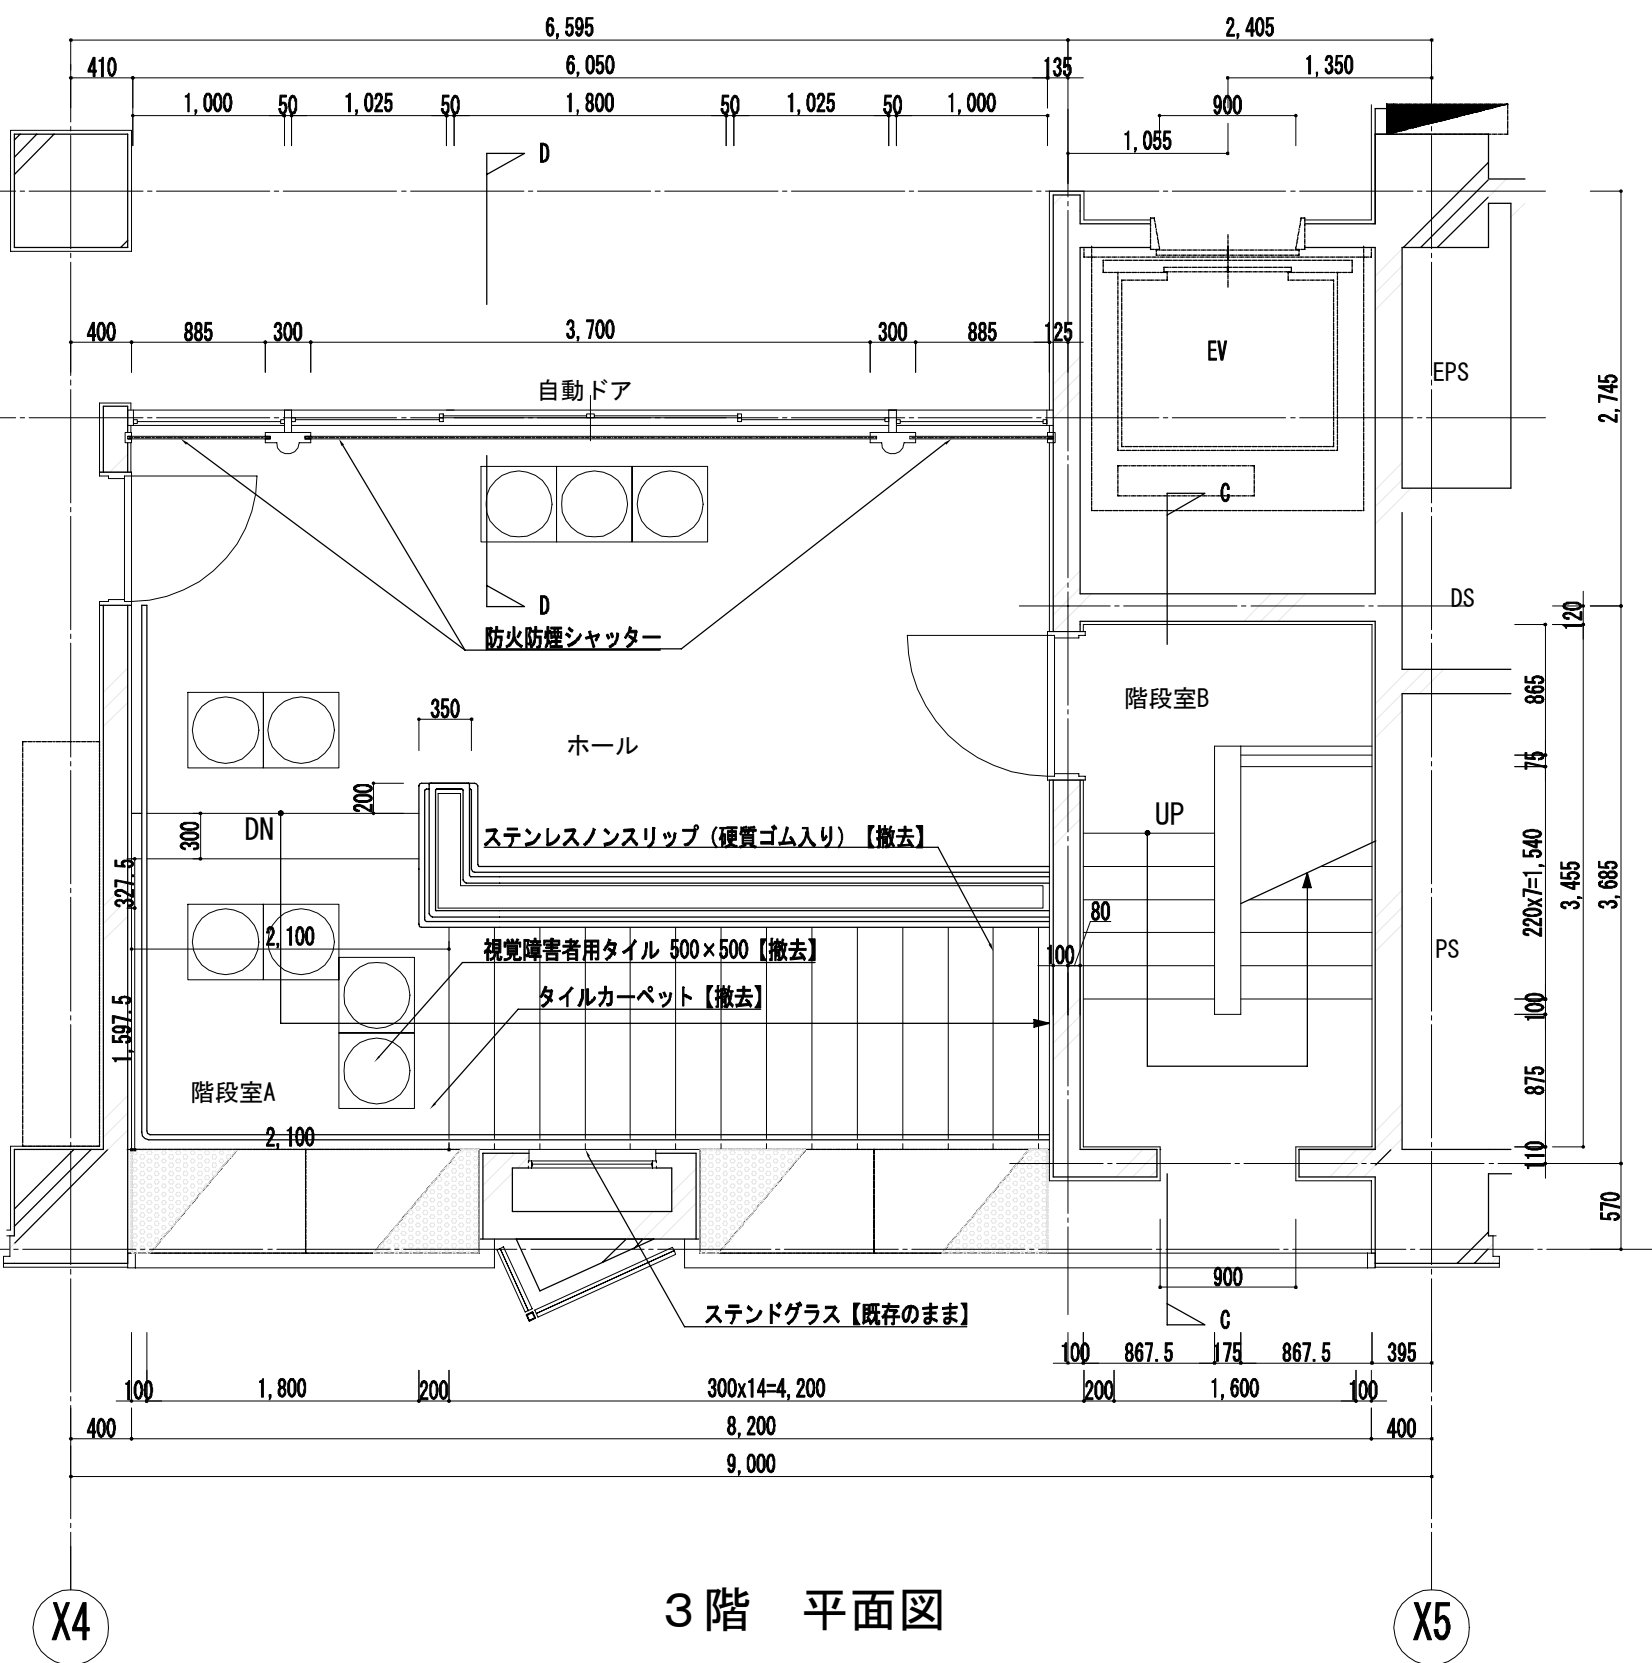 6,595
2,405
410
6,050
135
1,350
1,000
50
1,025
50
1,800
50
1,025
50
1,000
900
1,055
D
400
885
300
3,700
300
885
125
EV
EPS
2,745
自動ドア
C
D
DS
120
防火防煙シャッター
865
階段室B
350
ホール
75
200
300
DN
UP
ステンレスノンスリップ（硬質ゴム入り）【撤去】
327.5
220x7=1,540
3,455
3,685
80
2,100
視覚障害者用タイル 500×500【撤去】
100
PS
タイルカーペット【撤去】
1,597.5
100
階段室A
875
2,100
110
570
900
ステンドグラス【既存のまま】
C
100
867.5
175
867.5
395
100
1,800
200
300x14=4,200
200
1,600
100
400
8,200
400
9,000
X4
３階　平面図
X5